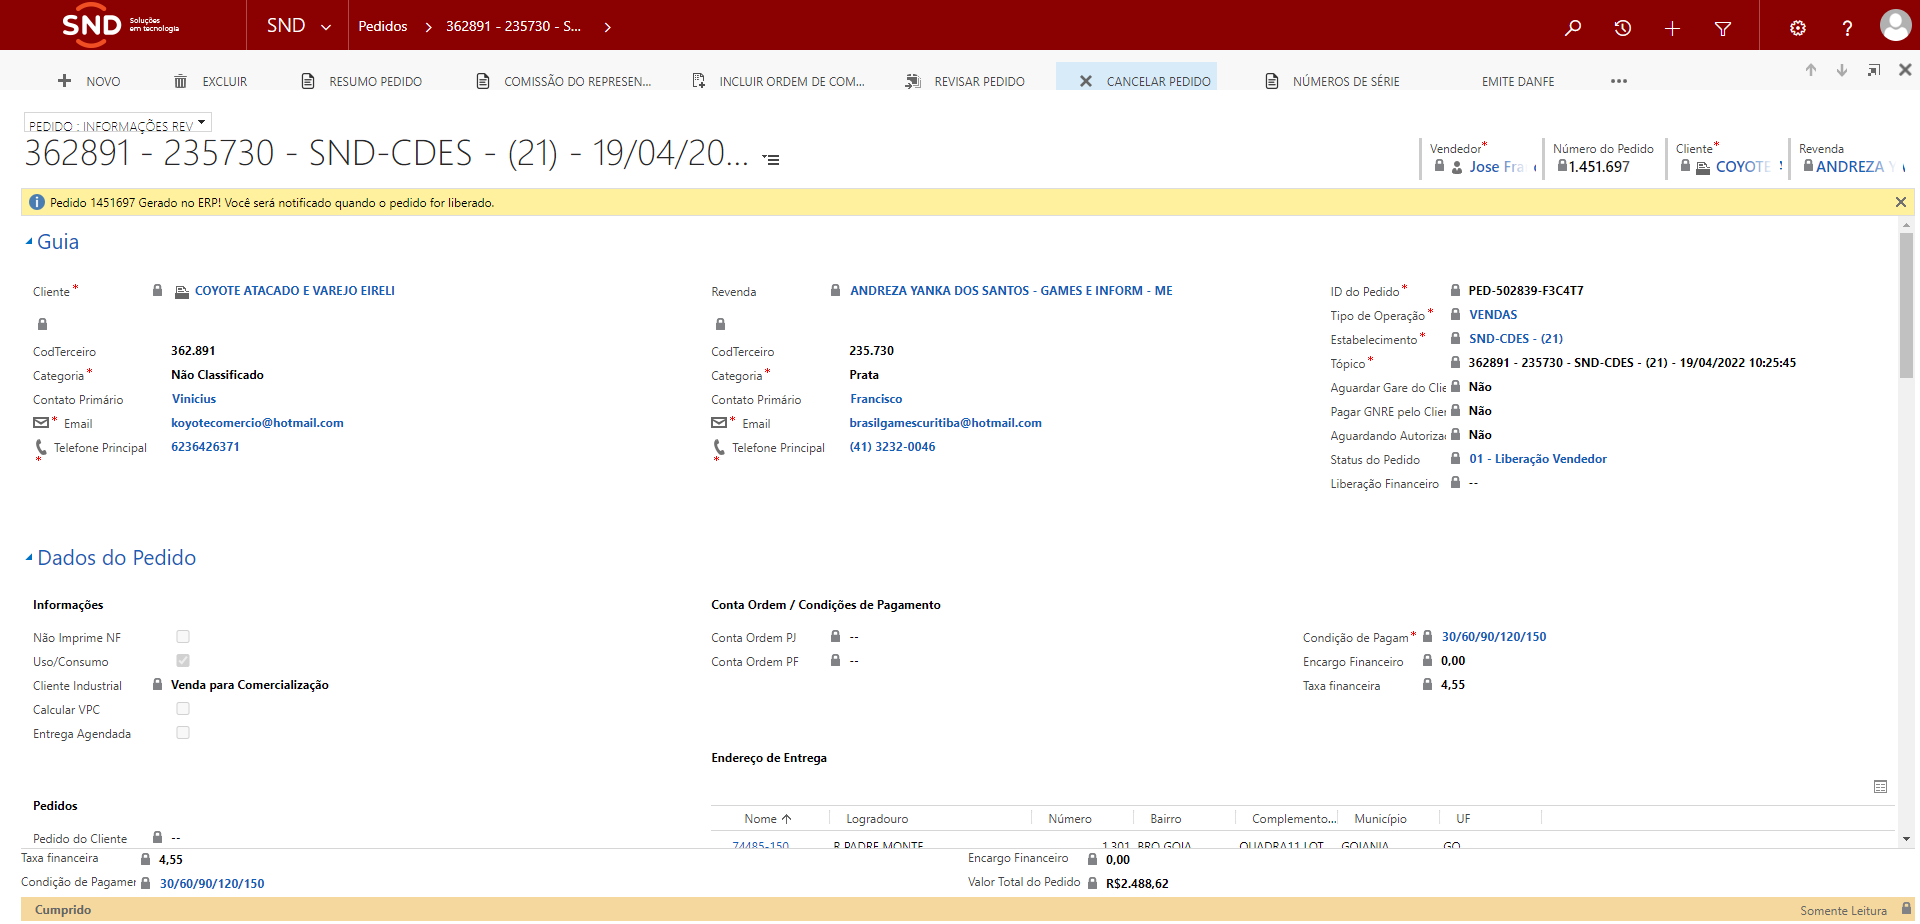 SND Soluções em tecnologia SND Pedidos 362891 - 235730 - S...
NOVO EXCLUIR RESUMO PEDIDO COMISSÃO DO REPRESEN... INCLUIR ORDEM DE COM... REVISAR PEDIDO CANCELAR PEDIDO NÚMEROS DE SÉRIE EMITE DANFE ...
PEDIDO : INFORMAÇÕES REV
362891 - 235730 - SND-CDES - (21) - 19/04/20...
Vendedor* Número do Pedido Cliente* Revenda
Jose Fra 1.451.697 COYOTE ANDREZA Y
Pedido 1451697 Gerado no ERP! Você será notificado quando o pedido for liberado.
Guia
Cliente* COYOTE ATACADO E VAREJO EIRELI
CodTerceiro 362.891
Categoria* Não Classificado
Contato Primário Vinicius
* Email koyotecomercio@hotmail.com
Telefone Principal 6236426371
*
Revenda ANDREZA YANKA DOS SANTOS - GAMES E INFORM - ME
CodTerceiro 235.730
Categoria* Prata
Contato Primário Francisco
* Email brasilgamescuritiba@hotmail.com
Telefone Principal (41) 3232-0046
*
ID do Pedido* PED-502839-F3C4T7
Tipo de Operação* VENDAS
Estabelecimento* SND-CDES - (21)
Tópico* 362891 - 235730 - SND-CDES - (21) - 19/04/2022 10:25:45
Aguardar Gare do Clie Não
Pagar GNRE pelo Clier Não
Aguardando Autoriza Não
Status do Pedido 01 - Liberação Vendedor
Liberação Financeiro --
Dados do Pedido
Informações
Não Imprime NF
Uso/Consumo
Cliente Industrial Venda para Comercialização
Calcular VPC
Entrega Agendada
Conta Ordem / Condições de Pagamento
Conta Ordem PJ --
Conta Ordem PF --
Condição de Pagam* 30/60/90/120/150
Encargo Financeiro 0,00
Taxa financeira 4,55
Endereço de Entrega
Nome Logradouro Número Bairro Complemento... Município UF
74485-150 R PADRE MONTE 1.301 BRO GOIA QUADRA11 LOT GOIANIA GO
Pedidos
Pedido do Cliente --
Taxa financeira 4,55 Encargo Financeiro 0,00
Condição de Pagamer 30/60/90/120/150 Valor Total do Pedido R$2.488,62
Cumprido Somente Leitura